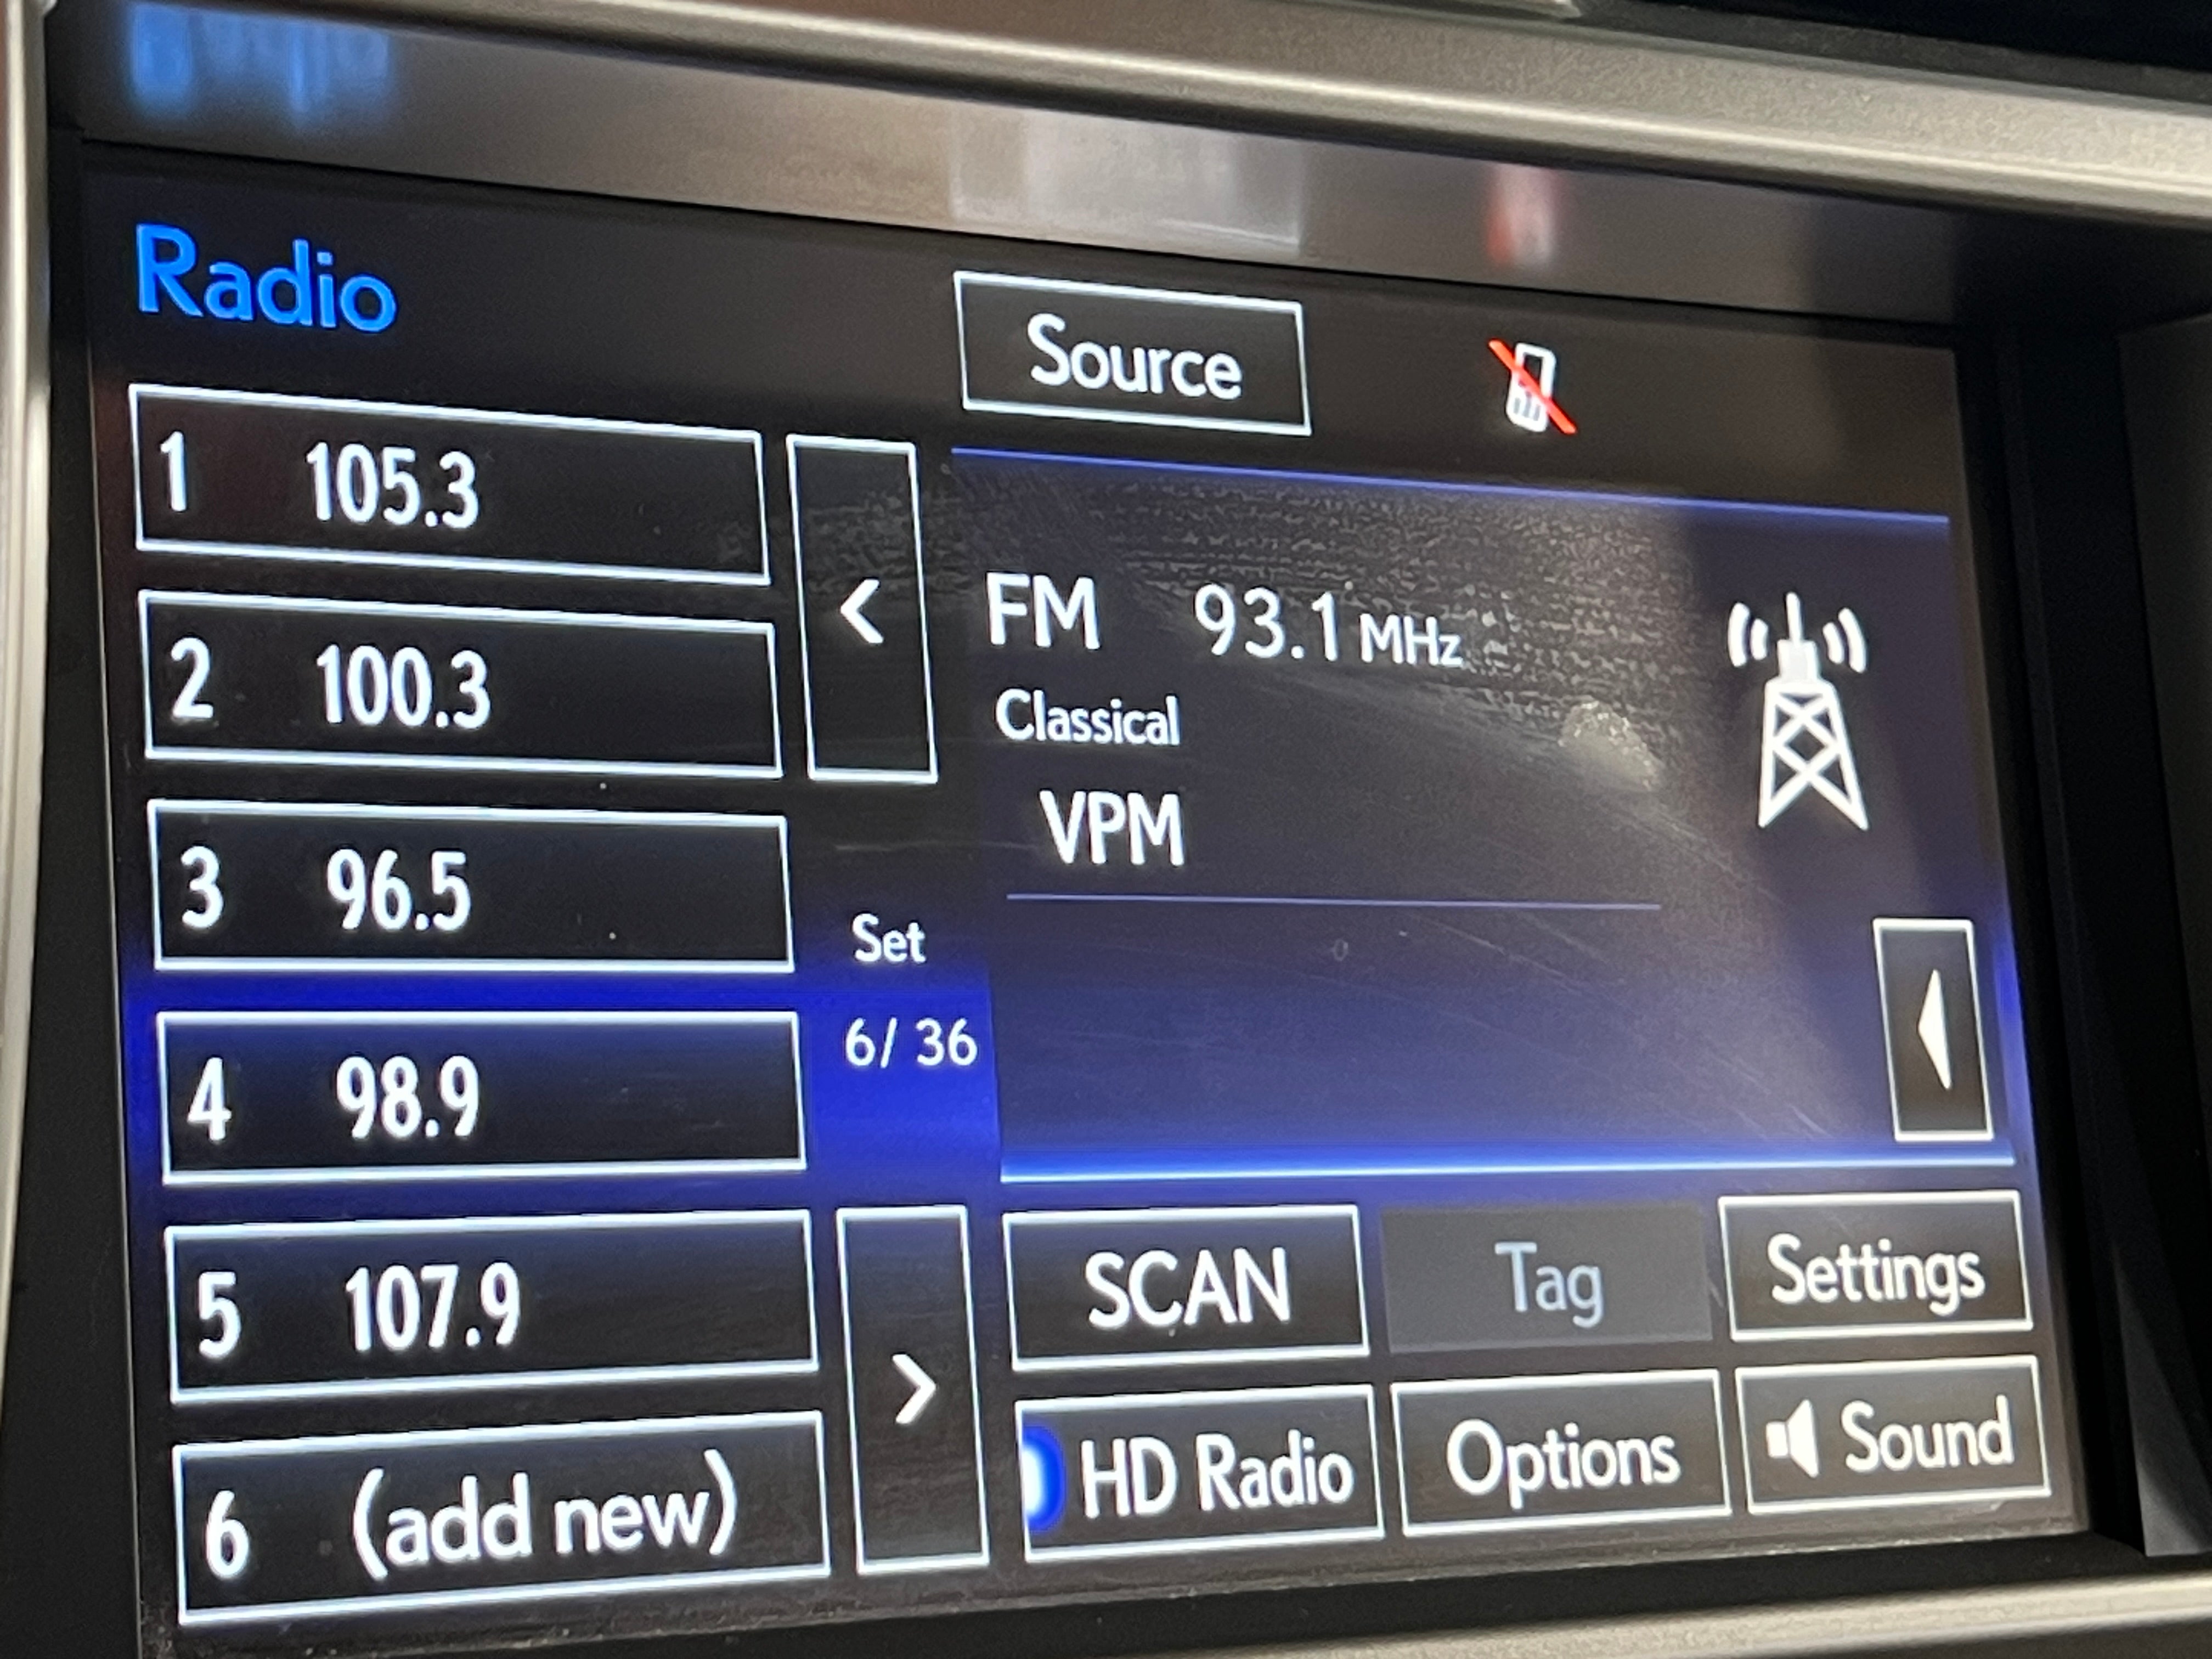 Radio
Source
1 105.3
2 100.3
3 96.5
4 98.9
5 107.9
6 (add new)
<
Set
6/ 36
>
FM 93.1 MHz
Classical
VPM
SCAN
Tag
Settings
HD Radio
Options
Sound